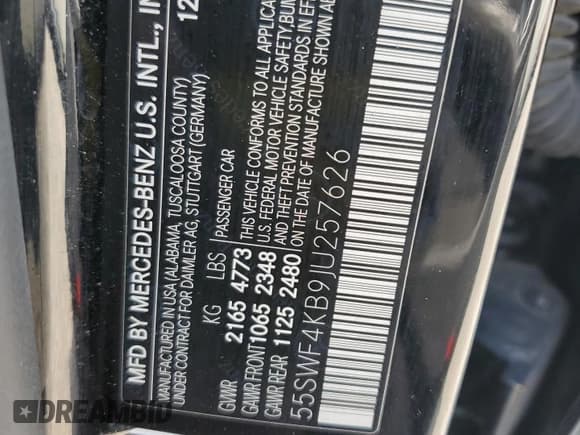 MFD BY MERCEDES-BENZ U.S. INTL., IN
12
MANUFACTURED IN USA (ALABAMA, TUSCALOOSA COUNTY)
UNDER CONTRACT FOR DAIMLER AG, STUTTGART (GERMANY)
KG LBS PASSENGER CAR
GVWR 2165 4773 THIS VEHICLE CONFORMS TO ALL APPLICA
GAWR FRONT 1065 2348 U.S. FEDERAL MOTOR VEHICLE SAFETY, BUM
GAWR REAR 1125 2480 AND THEFT PREVENTION STANDARDS IN EFF
ON THE DATE OF MANUFACTURE SHOWN ABO
55SWF4KB9JU257626
DREAMBID